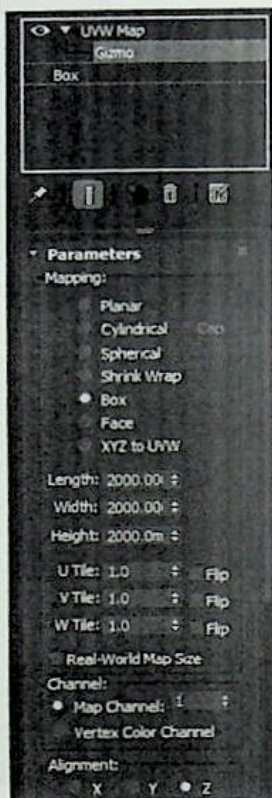 UVW Map
Gizmo
Box
Parameters
Mapping:
Planar
Cylindrical Cap
Spherical
Shrink Wrap
Box
Face
XYZ to UVW
Length: 2000.00
Width: 2000.00
Height: 2000.0m
U Tile: 1.0 Flip
V Tile: 1.0 Flip
W Tile: 1.0 Flip
Real-World Map Size
Channel:
Map Channel: 1
Vertex Color Channel
Alignment:
X Y Z